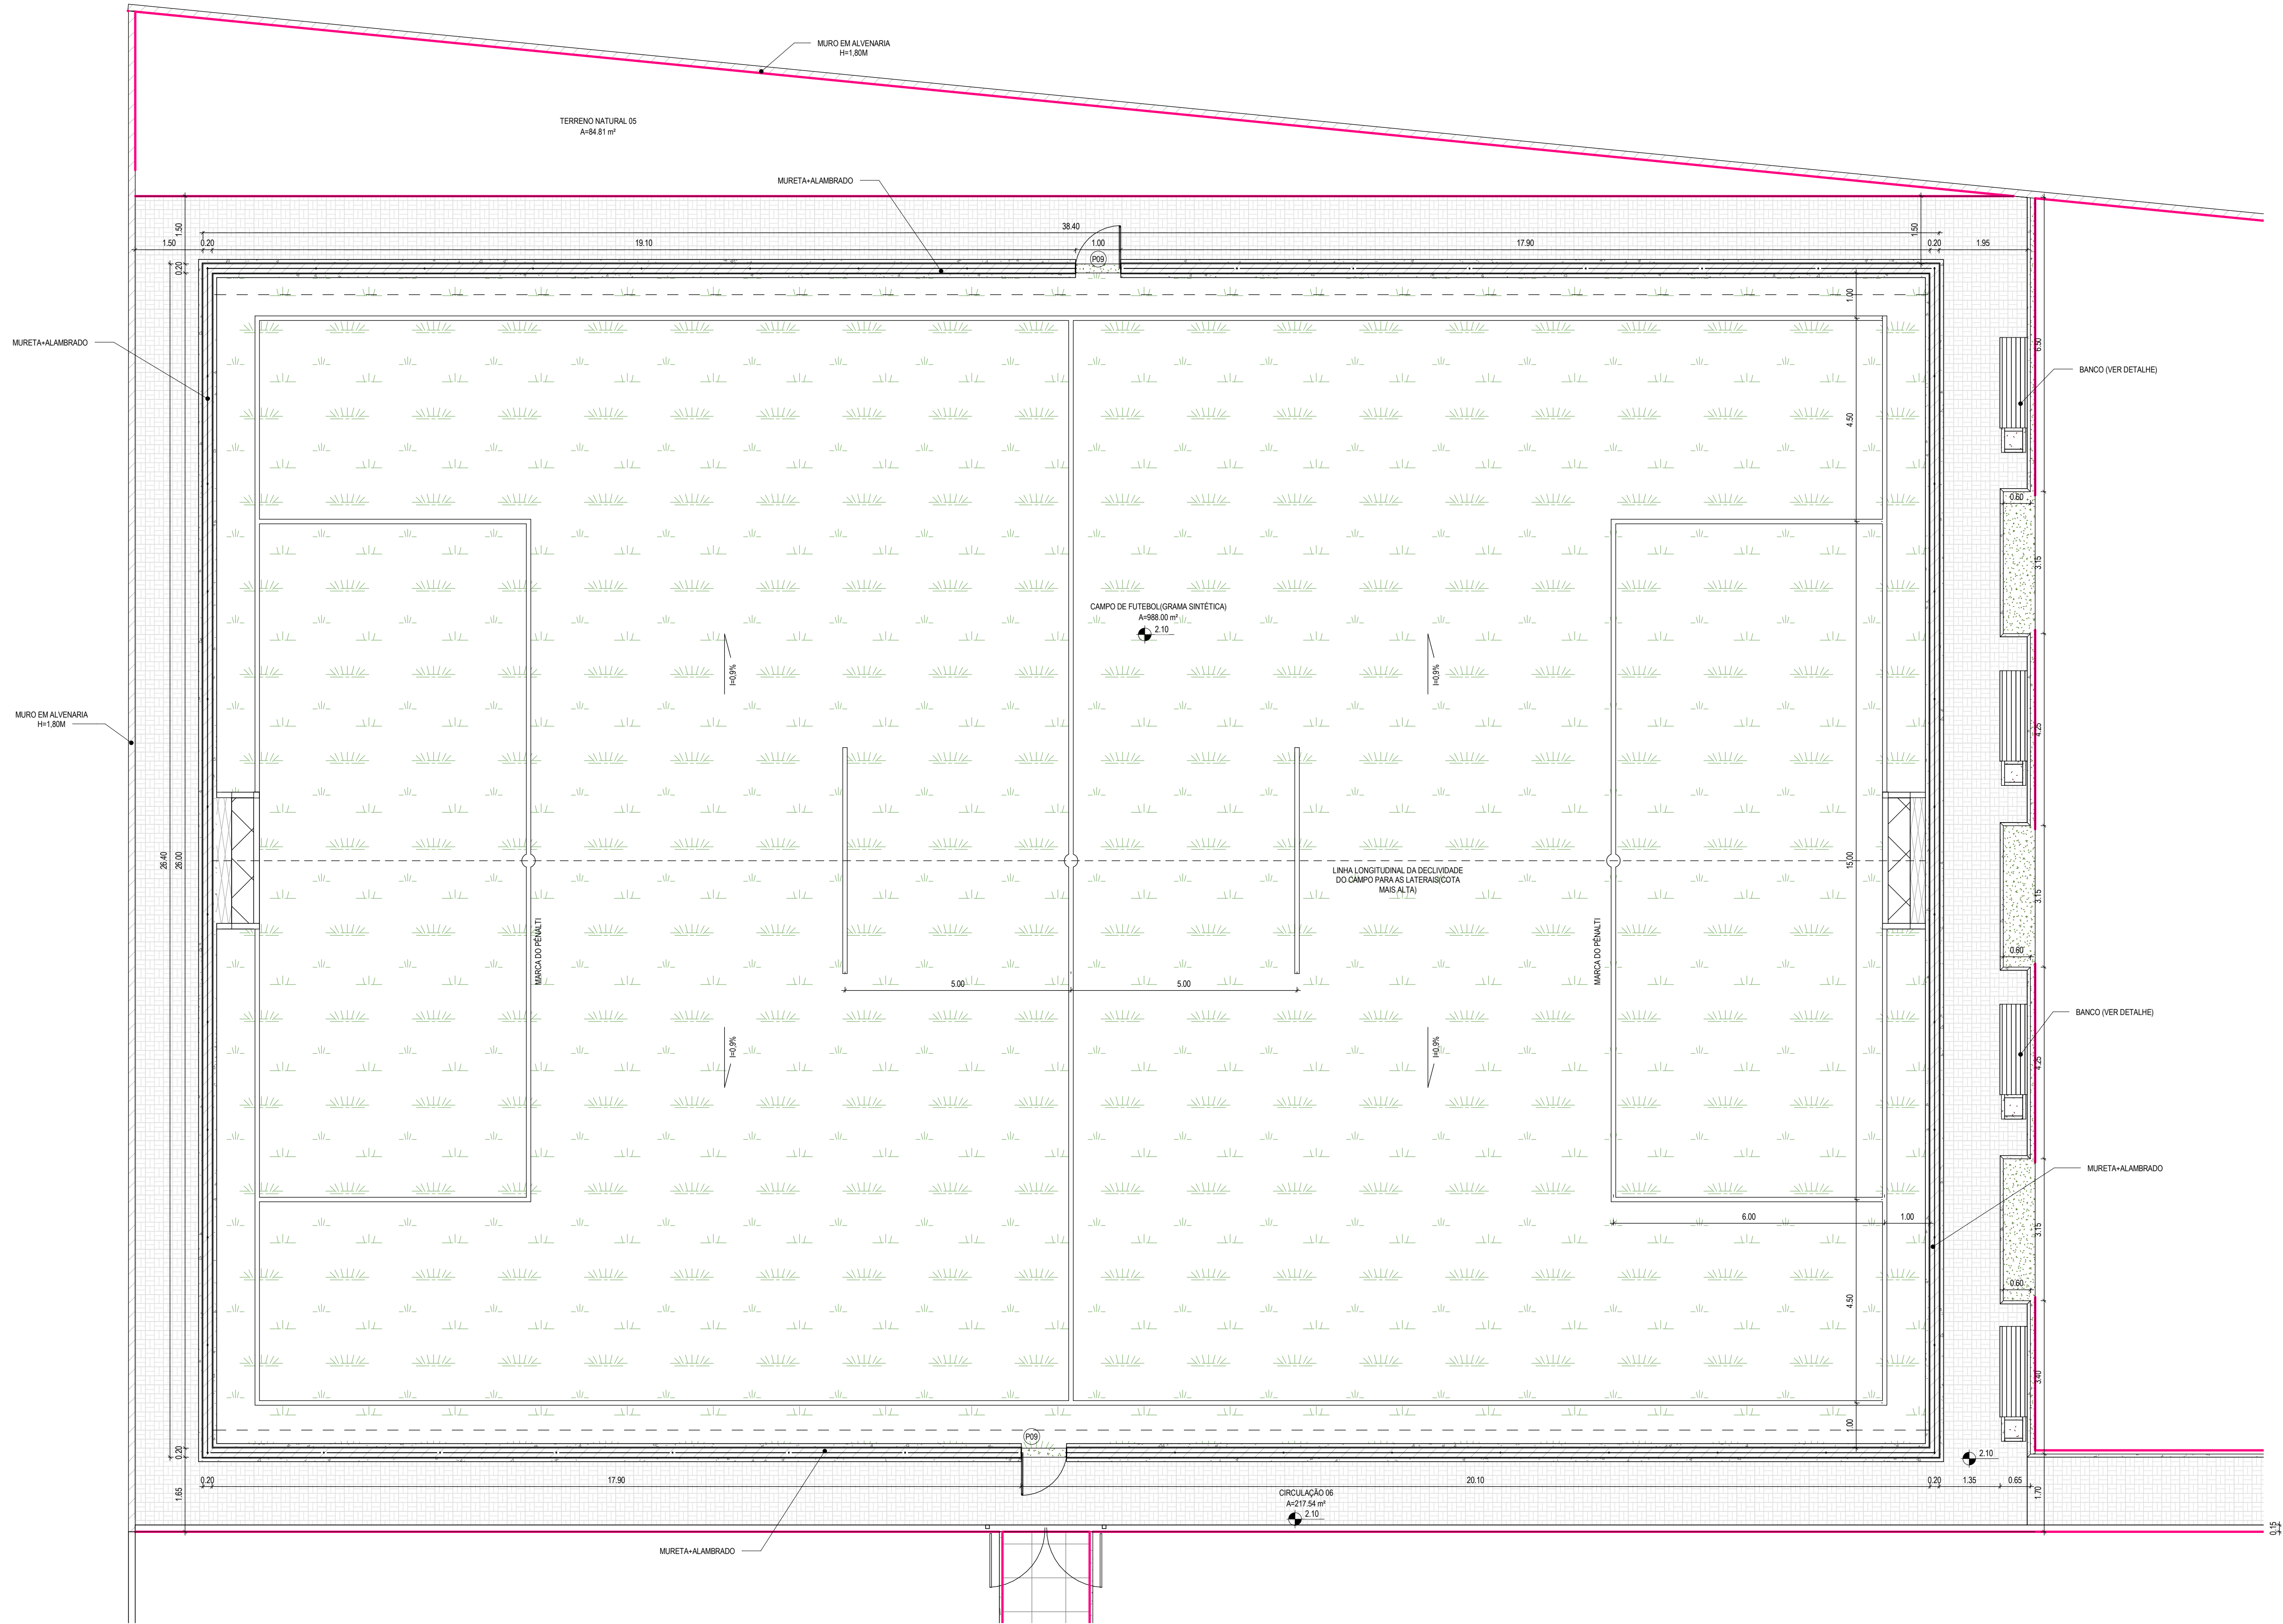 MURO EM ALVENARIA
H=1,80M
TERRENO NATURAL 05
A=84.81 m²
MURETA+ALAMBRADO
38.40
1.50
0.20
19.10
1.00
17.90
0.20
1.95
1.50
0.20
1.50
P09
1.00
MURETA+ALAMBRADO
6.50
BANCO (VER DETALHE)
4.50
0.60
3.15
CAMPO DE FUTEBOL(GRAMA SINTÉTICA)
A=988.00 m²
2.10
I=0,9%
I=0,9%
MURO EM ALVENARIA
H=1,80M
4.25
26.40
26.00
15.00
LINHA LONGITUDINAL DA DECLIVIDADE
DO CAMPO PARA AS LATERAIS(COTA
MAIS ALTA)
3.15
MARCA DO PÊNALTI
MARCA DO PÊNALTI
0.60
5.00
5.00
BANCO (VER DETALHE)
I=0,9%
I=0,9%
4.25
MURETA+ALAMBRADO
6.00
1.00
3.15
0.60
4.50
3.40
1.00
P09
0.20
2.10
0.20
17.90
20.10
0.20
1.35
0.65
1.65
1.70
CIRCULAÇÃO 06
A=217.54 m²
2.10
0.15
MURETA+ALAMBRADO